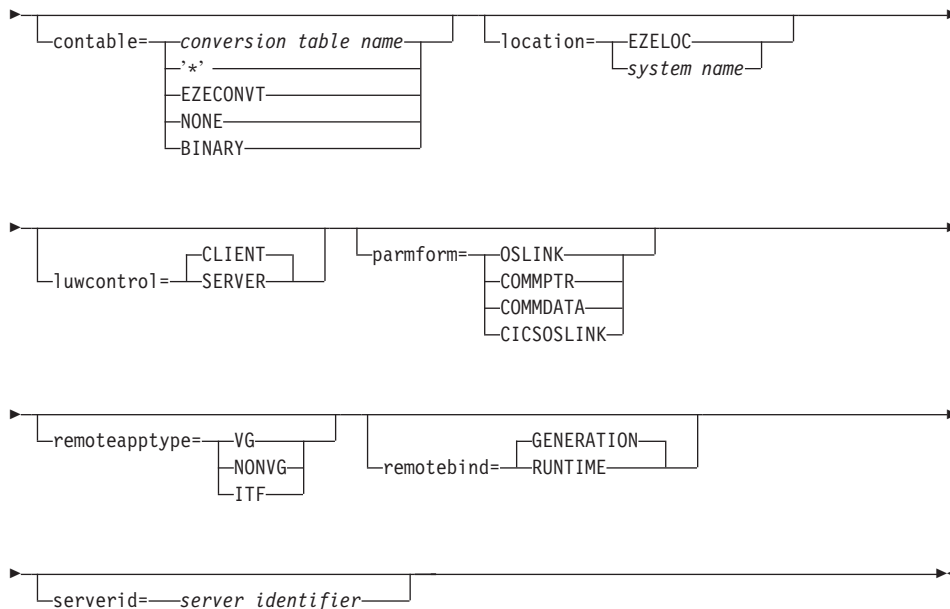 contable= conversion table name location= EZELOC
'*' system name
EZECONVT
NONE
BINARY
CLIENT parmform= OSLINK
luwcontrol= SERVER COMMPTR
COMMDATA
CICSOSLINK
remoteapptype= VG GENERATION
NONVG remotebind= RUNTIME
ITF
serverid= server identifier